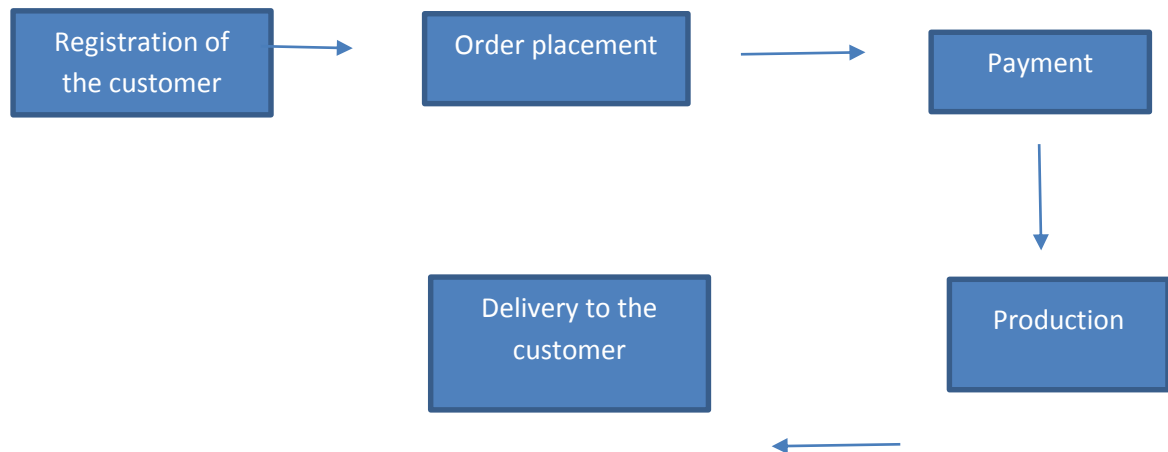 Registration of
the customer
Order placement
Payment
Production
Delivery to the
customer